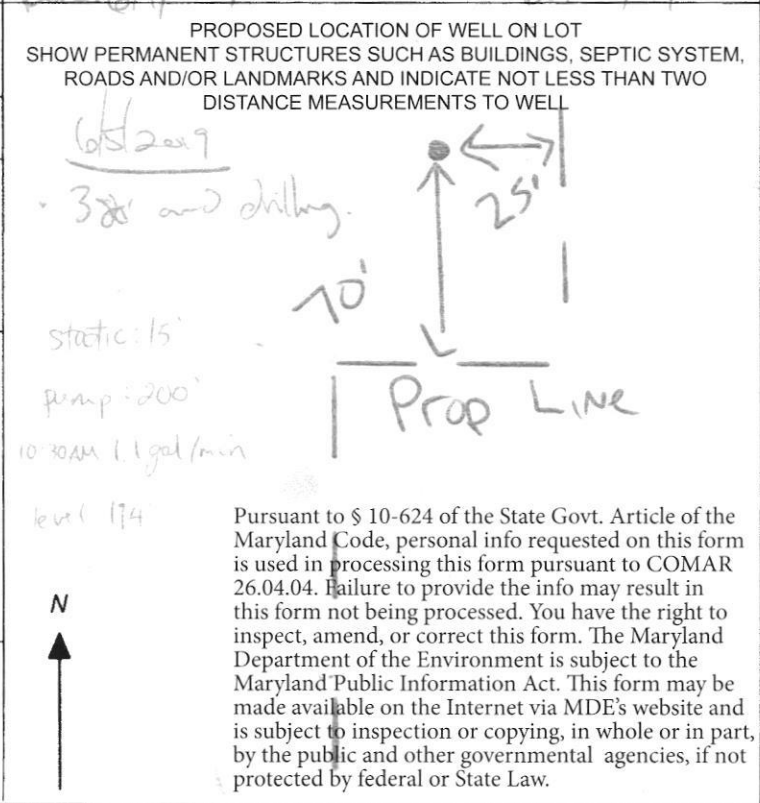 PROPOSED LOCATION OF WELL ON LOT
SHOW PERMANENT STRUCTURES SUCH AS BUILDINGS, SEPTIC SYSTEM,
ROADS AND/OR LANDMARKS AND INDICATE NOT LESS THAN TWO
DISTANCE MEASUREMENTS TO WELL
6/5/2019
and drilling.
25'
70'
static: 15'
pump: 200'
Prop LINE
10:30AM 1.1 gal/min
level 194
Pursuant to § 10-624 of the State Govt. Article of the
Maryland Code, personal info requested on this form
is used in processing this form pursuant to COMAR
26.04.04. Failure to provide the info may result in
this form not being processed. You have the right to
inspect, amend, or correct this form. The Maryland
Department of the Environment is subject to the
Maryland Public Information Act. This form may be
made available on the Internet via MDE's website and
is subject to inspection or copying, in whole or in part,
by the public and other governmental agencies, if not
protected by federal or State Law.
N